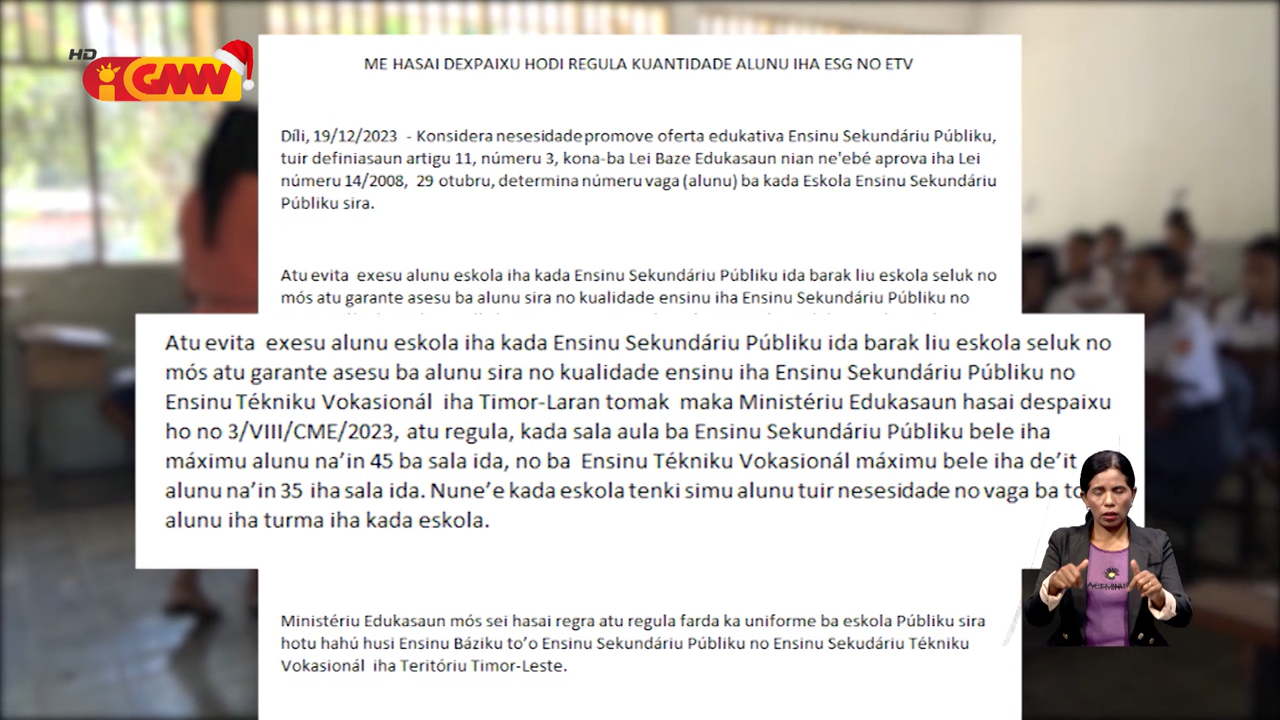 HD
GMN
ME HASAI DEXPAIXU HODI REGULA KUANTIDADE ALUNU IHA ESG NO ETV
Díli, 19/12/2023 - Konsidera nesesidade promove oferta edukativa Ensinu Sekundáriu Públiku,
tuir definiasaun artigu 11, númeru 3, kona-ba Lei Baze Edukasaun nian ne'ebé aprova iha Lei
númeru 14/2008, 29 otubru, determina númeru vaga (alunu) ba kada Eskola Ensinu Sekundáriu
Públiku sira.
Atu evita exesu alunu eskola iha kada Ensinu Sekundáriu Públiku ida barak liu eskola seluk no
mós atu garante asesu ba alunu sira no kualidade ensinu iha Ensinu Sekundáriu Públiku no
Atu evita exesu alunu eskola iha kada Ensinu Sekundáriu Públiku ida barak liu eskola seluk no
mós atu garante asesu ba alunu sira no kualidade ensinu iha Ensinu Sekundáriu Públiku no
Ensinu Tékniku Vokasionál iha Timor-Laran tomak maka Ministériu Edukasaun hasai despaixu
ho no 3/VIII/CME/2023, atu regula, kada sala aula ba Ensinu Sekundáriu Públiku bele iha
máximu alunu na’in 45 ba sala ida, no ba Ensinu Tékniku Vokasionál máximu bele iha de’it
alunu na’in 35 iha sala ida. Nune’e kada eskola tenki simu alunu tuir nesesidade no vaga ba
alunu iha turma iha kada eskola.
Ministériu Edukasaun mós sei hasai regra atu regula farda ka uniforme ba eskola Públiku sira
hotu hahú husi Ensinu Báziku to’o Ensinu Sekundáriu Públiku no Ensinu Sekudáriu Tékniku
Vokasionál iha Teritóriu Timor-Leste.